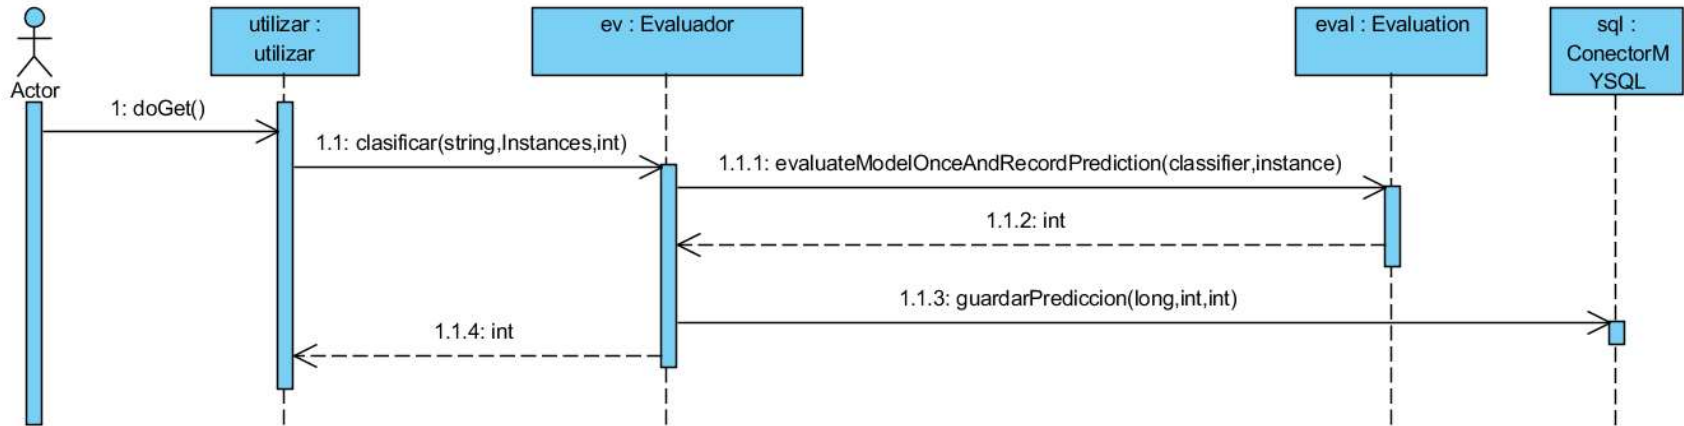 utilizar :
utilizar
ev : Evaluador
eval : Evaluation
sql :
ConectorM
YSQL
Actor
1: doGet()
1.1: clasificar(string,Instances,int)
1.1.1: evaluateModelOnceAndRecordPrediction(classifier,instance)
1.1.2: int
1.1.3: guardarPrediccion(long,int,int)
1.1.4: int